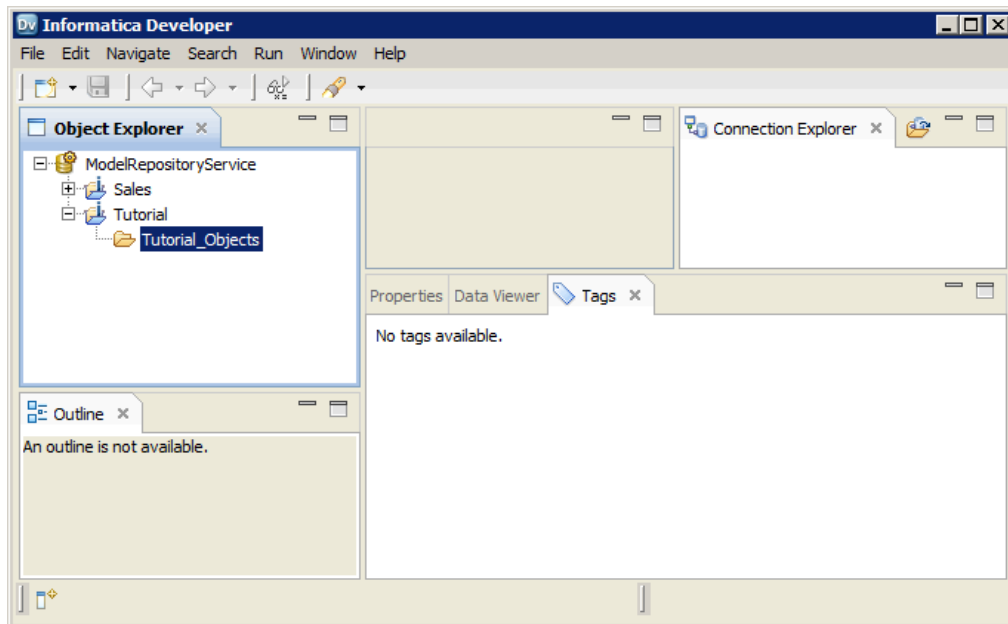 Dv Informatica Developer
File Edit Navigate Search Run Window Help
Object Explorer
Connection Explorer
ModelRepositoryService
Sales
Tutorial
Tutorial_Objects
Properties Data Viewer Tags
No tags available.
Outline
An outline is not available.